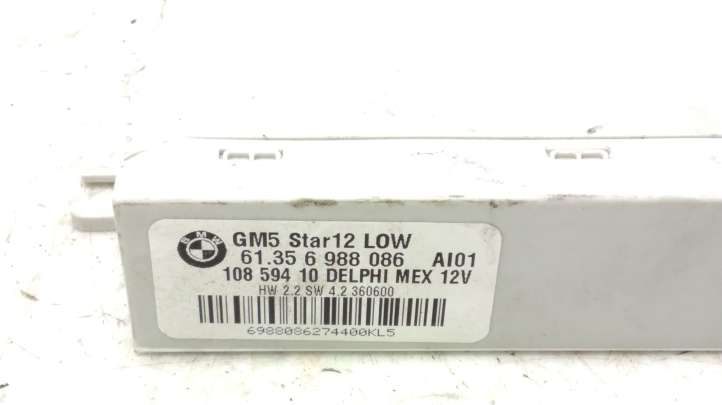 BMW
GM5 Star12 LOW
61.35 6 988 086 AI01
108 594 10 DELPHI MEX 12V
HW 2.2 SW 4.2 360600
6988086274400KL5